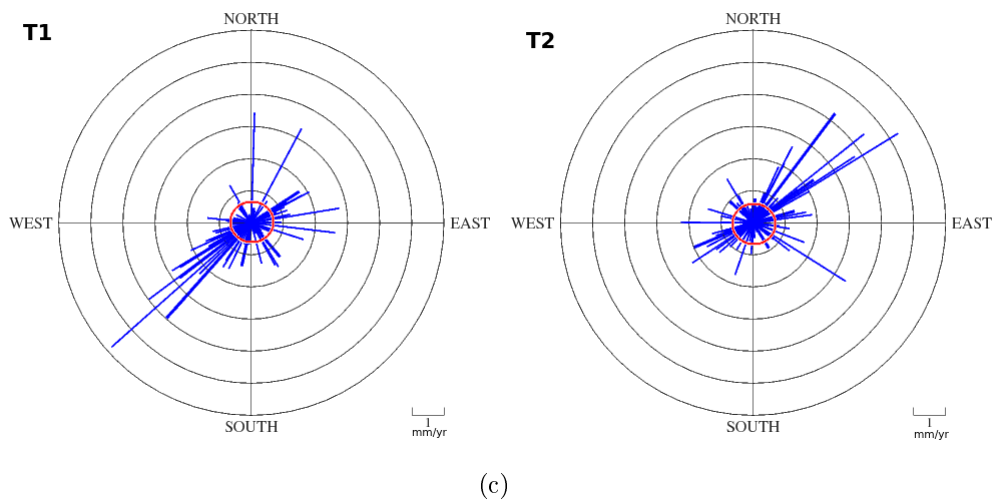 T1
NORTH
WEST
EAST
SOUTH
1
mm/yr
T2
NORTH
WEST
EAST
SOUTH
1
mm/yr
(c)